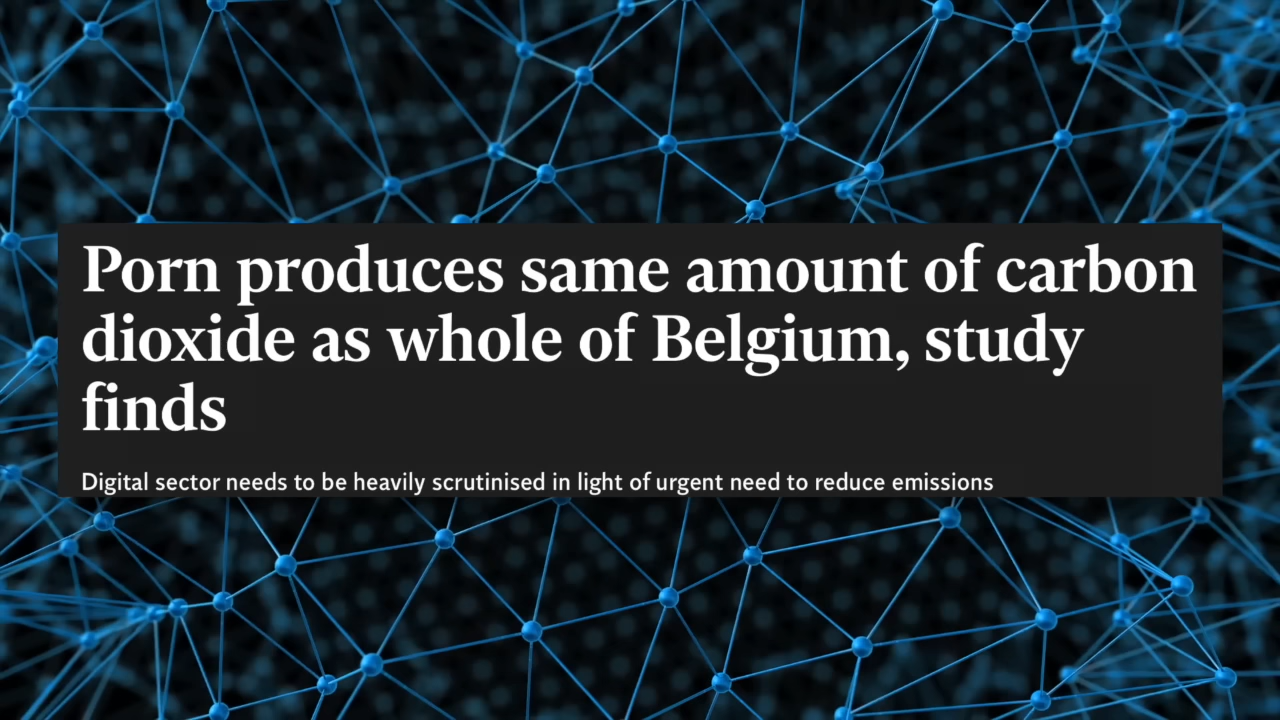 Porn produces same amount of carbon
dioxide as whole of Belgium, study
finds
Digital sector needs to be heavily scrutinised in light of urgent need to reduce emissions